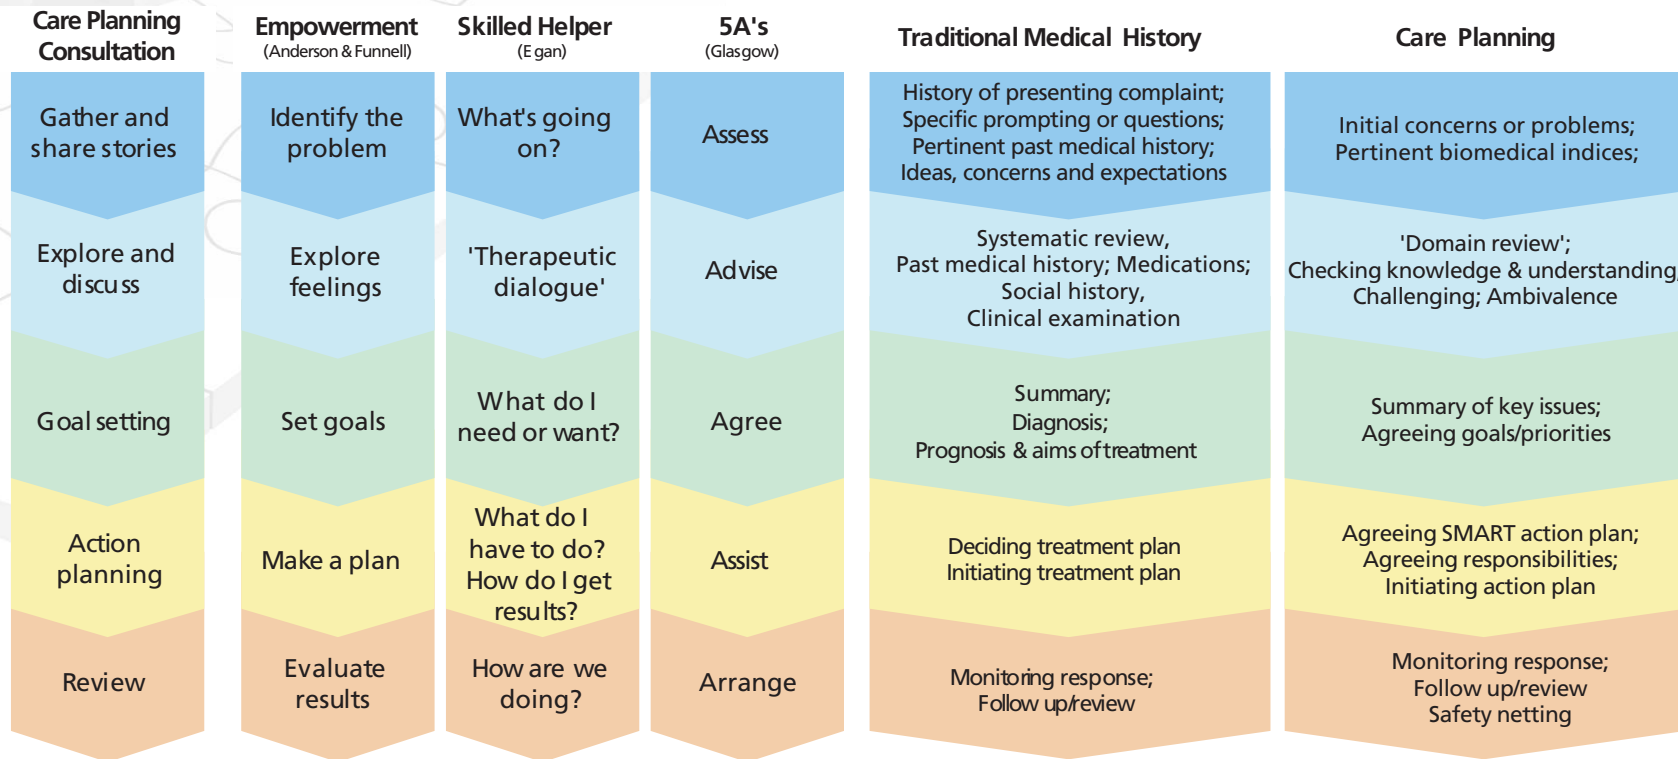 Care Planning
Consultation
Gather and
share stories
Explore and
discuss
Goal setting
Action
planning
Review
Empowerment
(Anderson & Funnell)
Identify the
problem
Explore
feelings
Set goals
Make a plan
Evaluate
results
Skilled Helper
(Egan)
What's going
on?
'Therapeutic
dialogue'
What do I
need or want?
What do I
have to do?
How do I get
results?
How are we
doing?
5A's
(Glasgow)
Assess
Advise
Agree
Assist
Arrange
Traditional Medical History
History of presenting complaint;
Specific prompting or questions;
Pertinent past medical history;
Ideas, concerns and expectations
Systematic review,
Past medical history; Medications;
Social history,
Clinical examination
Summary;
Diagnosis;
Prognosis & aims of treatment
Deciding treatment plan
Initiating treatment plan
Monitoring response;
Follow up/review
Care Planning
Initial concerns or problems;
Pertinent biomedical indices;
'Domain review';
Checking knowledge & understanding;
Challenging; Ambivalence
Summary of key issues;
Agreeing goals/priorities
Agreeing SMART action plan;
Agreeing responsibilities;
Initiating action plan
Monitoring response;
Follow up/review
Safety netting